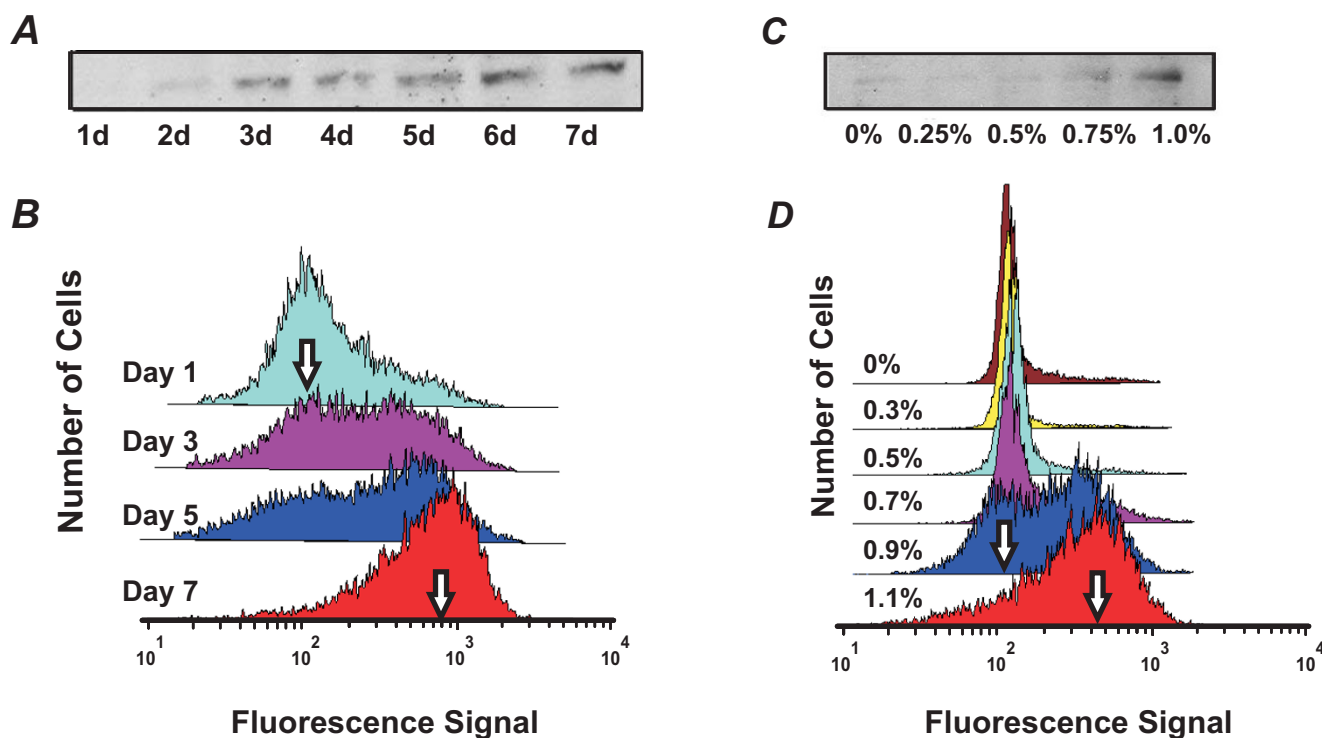 A
1d 2d 3d 4d 5d 6d 7d
B
Number of Cells
Day 1
Day 3
Day 5
Day 7
10^1 10^2 10^3 10^4
Fluorescence Signal
C
0% 0.25% 0.5% 0.75% 1.0%
D
Number of Cells
0%
0.3%
0.5%
0.7%
0.9%
1.1%
10^1 10^2 10^3 10^4
Fluorescence Signal